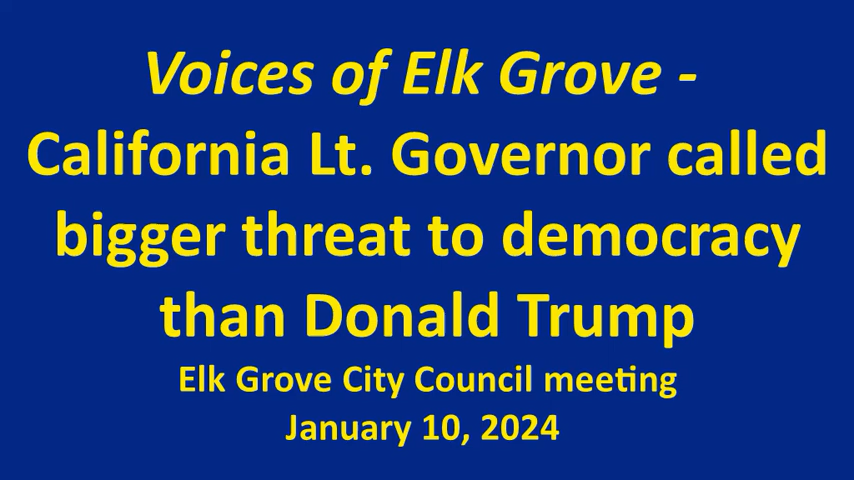 Voices of Elk Grove -
California Lt. Governor called
bigger threat to democracy
than Donald Trump
Elk Grove City Council meeting
January 10, 2024